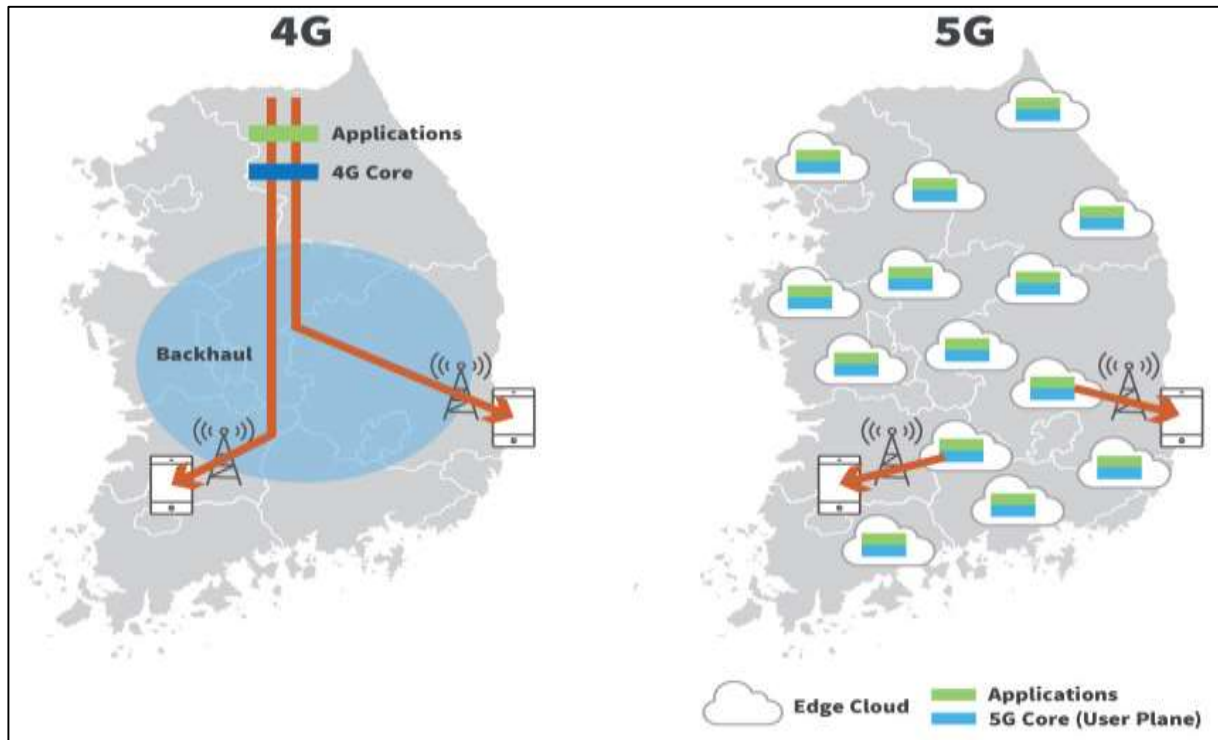 4G
Applications
4G Core
Backhaul
5G
Edge Cloud
Applications
5G Core (User Plane)